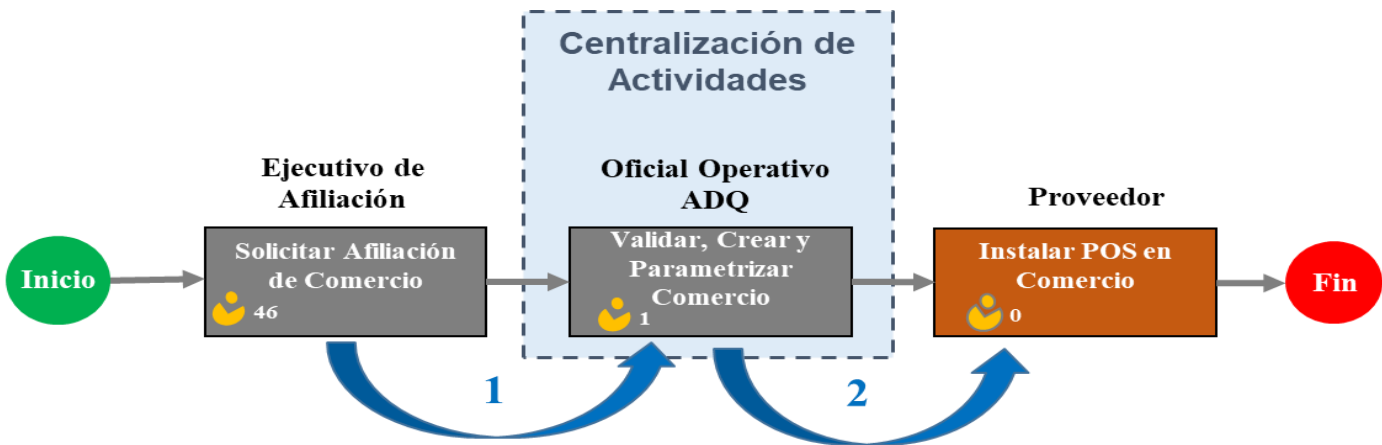 Centralización de
Actividades
Ejecutivo de
Afiliación
Oficial Operativo
ADQ
Proveedor
Inicio
Solicitar Afiliación
de Comercio
46
Validar, Crear y
Parametrizar
Comercio
1
Instalar POS en
Comercio
0
Fin
1
2